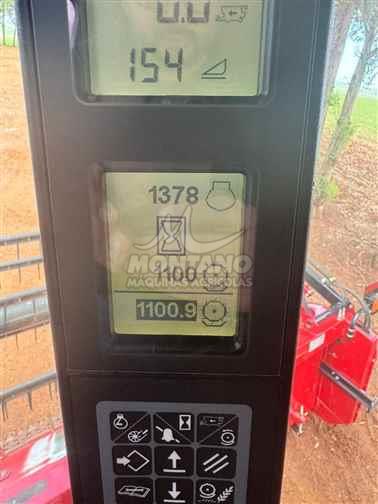 0.0
154
1378
MONTANO
MÁQUINAS AGRÍCOLAS
1100.
1100.9